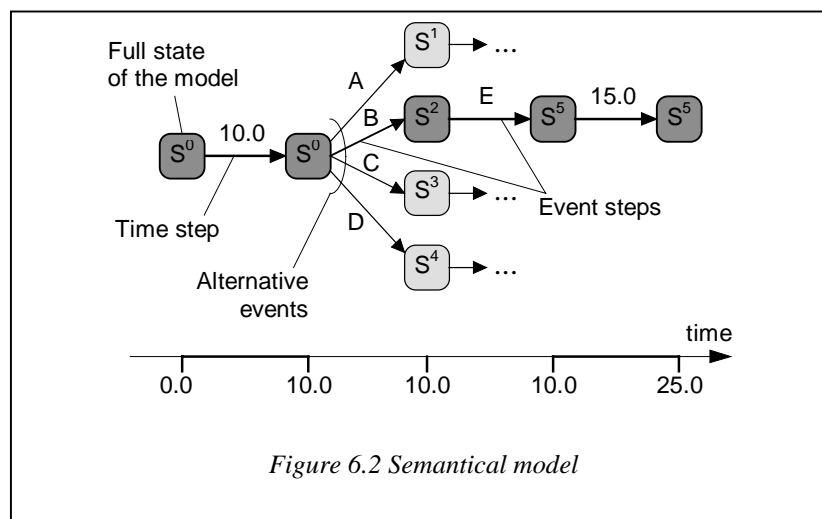 Full state
of the model
S⁰
10.0
S⁰
Time step
Alternative
events
A
B
C
D
S¹
...
S²
E
S⁵
15.0
S⁵
S³
...
Event steps
S⁴
...
time
0.0 10.0 10.0 10.0 25.0
Figure 6.2 Semantical model